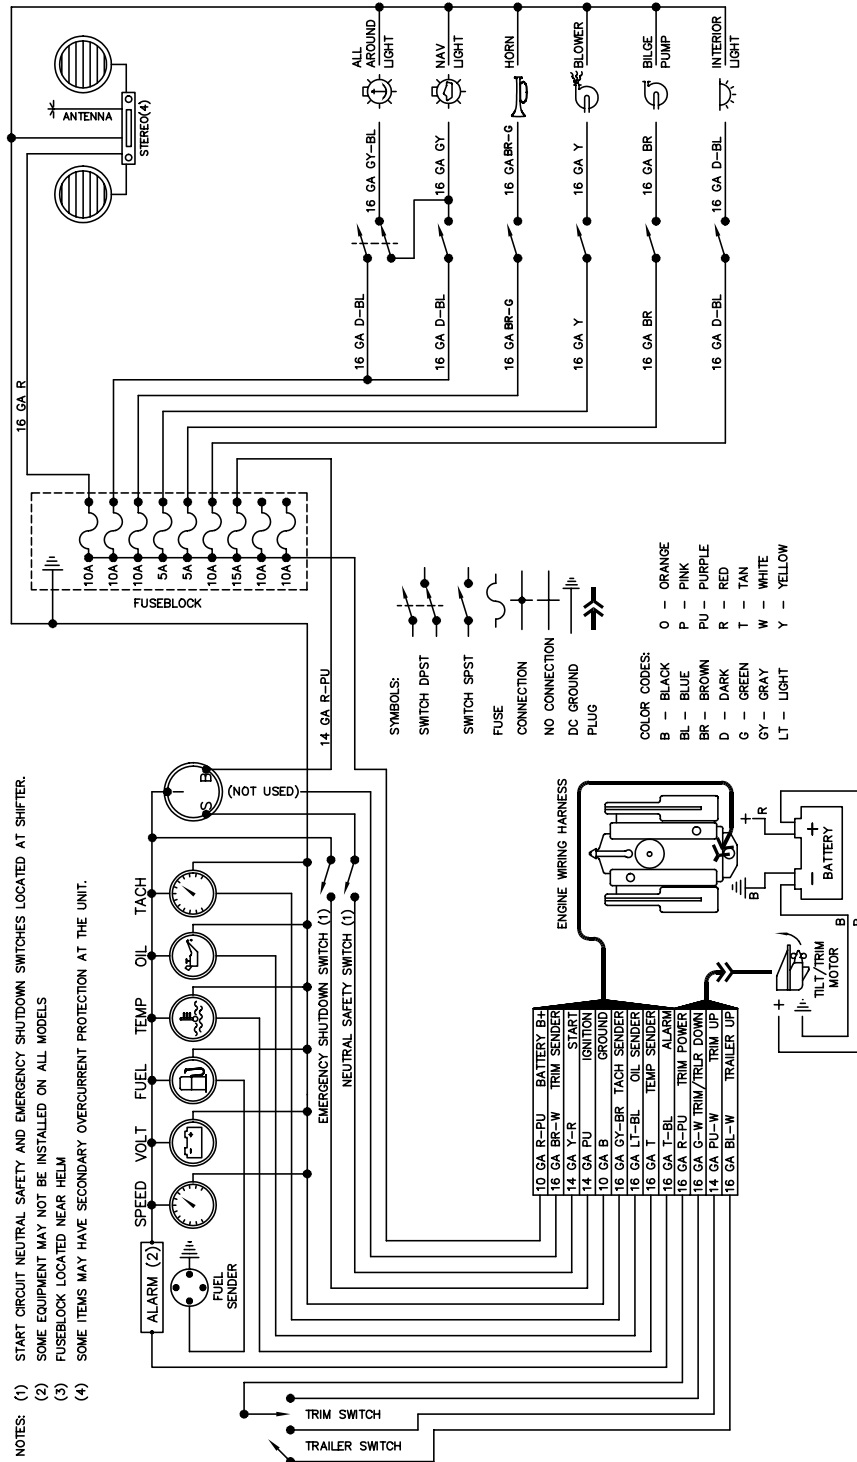 NOTES: (1) START CIRCUIT NEUTRAL SAFETY AND EMERGENCY SHUTDOWN SWITCHES LOCATED AT SHIFTER.
(2) SOME EQUIPMENT MAY NOT BE INSTALLED ON ALL MODELS
(3) FUSEBLOCK LOCATED NEAR HELM
(4) SOME ITEMS MAY HAVE SECONDARY OVERCURRENT PROTECTION AT THE UNIT.
ANTENNA
STEREO(4)
16 GA R
ALL
AROUND
LIGHT
NAV
LIGHT
HORN
BLOWER
BILGE
PUMP
INTERIOR
LIGHT
16 GA GY-BL
16 GA GY
16 GA BR-G
16 GA Y
16 GA BR
16 GA D-BL
16 GA D-BL
16 GA D-BL
16 GA BR-G
16 GA Y
16 GA BR
16 GA D-BL
10A
10A
10A
5A
5A
10A
15A
10A
10A
FUSEBLOCK
14 GA R-PU
ALARM (2)
SPEED
VOLT
FUEL
TEMP
OIL
TACH
I
S
B
(NOT USED)
FUEL
SENDER
EMERGENCY SHUTDOWN SWITCH (1)
NEUTRAL SAFETY SWITCH (1)
SYMBOLS:
SWITCH DPST
SWITCH SPST
FUSE
CONNECTION
NO CONNECTION
DC GROUND
PLUG
COLOR CODES:
B - BLACK O - ORANGE
BL - BLUE P - PINK
BR - BROWN PU - PURPLE
D - DARK R - RED
G - GREEN T - TAN
GY - GRAY W - WHITE
LT - LIGHT Y - YELLOW
10 GA R-PU BATTERY B+
16 GA BR-W TRIM SENDER
14 GA Y-R START
14 GA PU IGNITION
10 GA B GROUND
16 GA GY-BR TACH SENDER
16 GA LT-BL OIL SENDER
16 GA T TEMP SENDER
16 GA T-BL ALARM
16 GA R-PU TRIM POWER
16 GA G-W TRIM/TRLR DOWN
14 GA PU-W TRIM UP
16 GA BL-W TRAILER UP
ENGINE WIRING HARNESS
+
R
B
- +
BATTERY
B
R
+
TILT/TRIM
MOTOR
TRIM SWITCH
TRAILER SWITCH